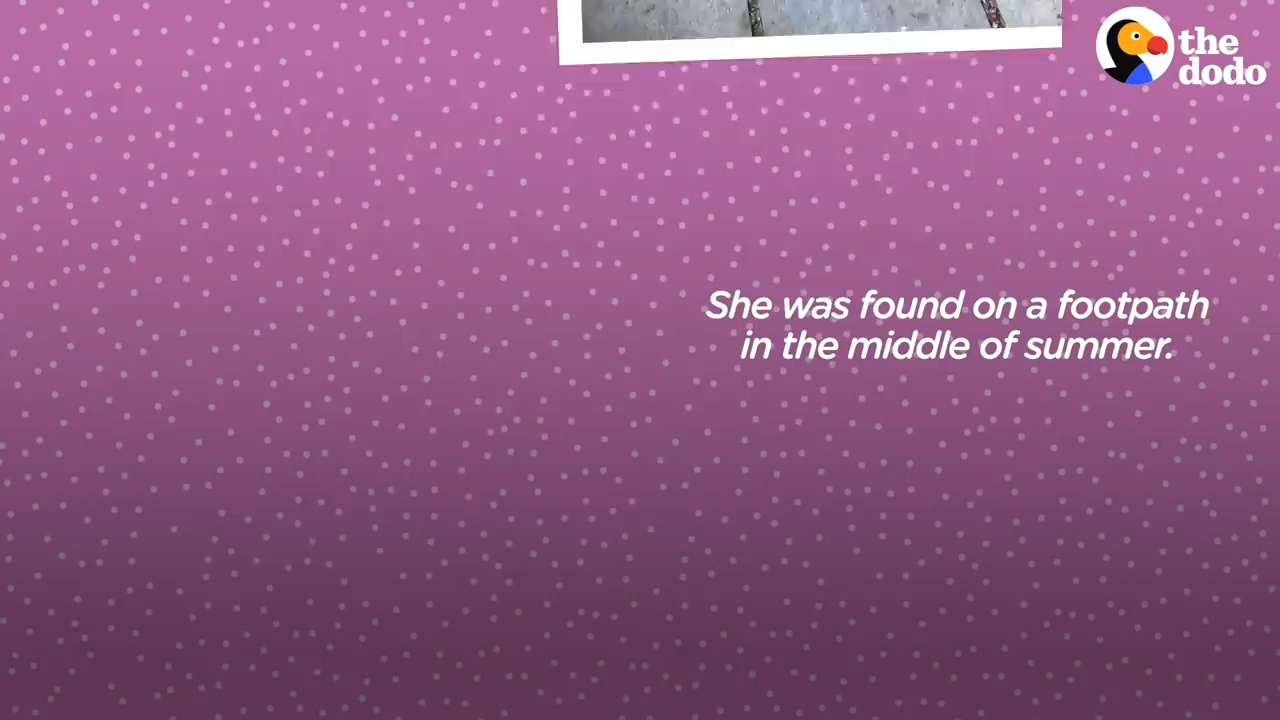 the
dodo
She was found on a footpath
in the middle of summer.